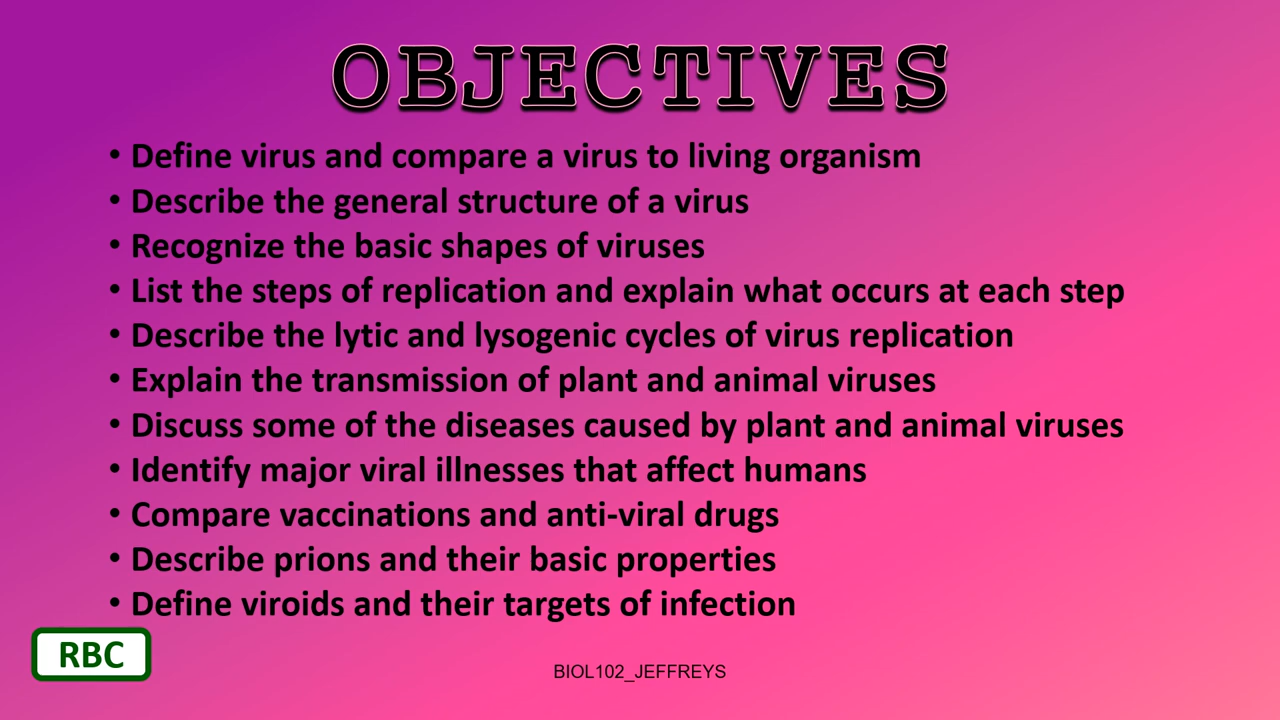 OBJECTIVES
• Define virus and compare a virus to living organism
• Describe the general structure of a virus
• Recognize the basic shapes of viruses
• List the steps of replication and explain what occurs at each step
• Describe the lytic and lysogenic cycles of virus replication
• Explain the transmission of plant and animal viruses
• Discuss some of the diseases caused by plant and animal viruses
• Identify major viral illnesses that affect humans
• Compare vaccinations and anti-viral drugs
• Describe prions and their basic properties
• Define viroids and their targets of infection
RBC
BIOL102_JEFFREYS